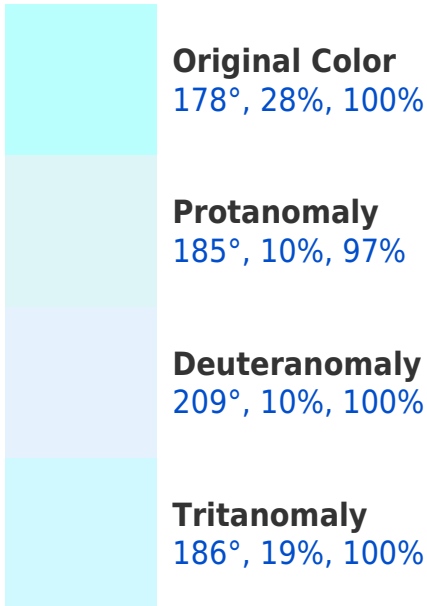 Original Color
178°, 28%, 100%
Protanomaly
185°, 10%, 97%
Deuteranomaly
209°, 10%, 100%
Tritanomaly
186°, 19%, 100%